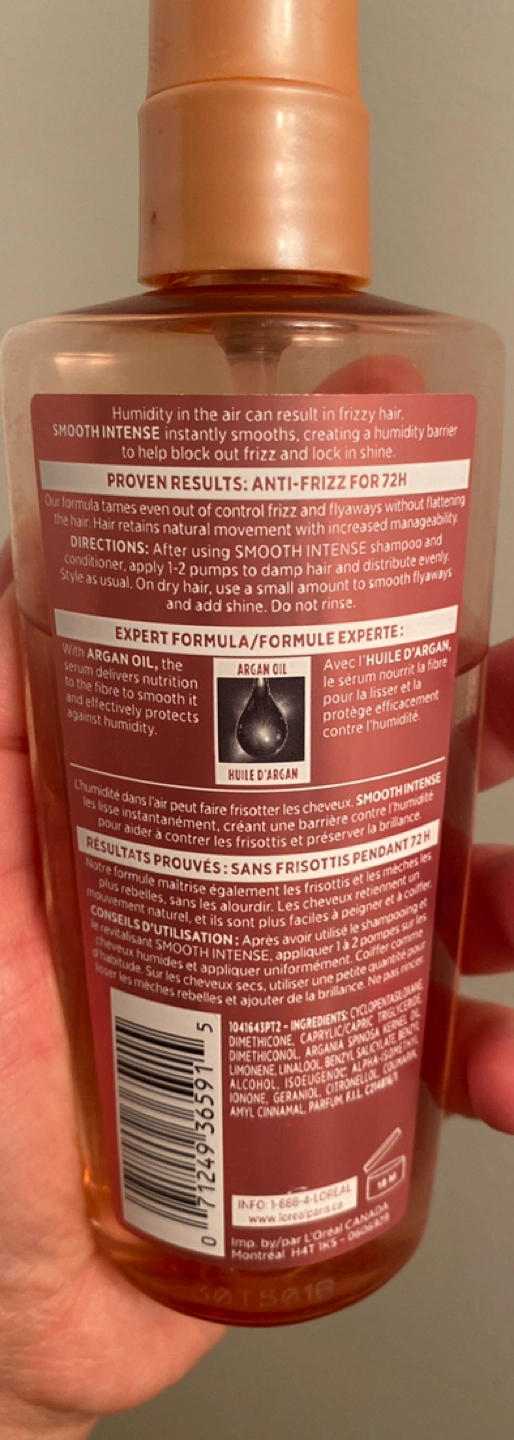 Humidity in the air can result in frizzy hair.
SMOOTH INTENSE instantly smooths, creating a humidity barrier
to help block out frizz and lock in shine.
PROVEN RESULTS: ANTI-FRIZZ FOR 72H
Our formula tames even out of control frizz and flyaways without flattening
the hair. Hair retains natural movement with increased manageability.
DIRECTIONS: After using SMOOTH INTENSE shampoo and
conditioner, apply 1-2 pumps to damp hair and distribute evenly.
Style as usual. On dry hair, use a small amount to smooth flyaways
and add shine. Do not rinse.
EXPERT FORMULA/FORMULE EXPERTE:
With ARGAN OIL, the
serum delivers nutrition
to the fibre to smooth it
and effectively protects
against humidity.
ARGAN OIL
HUILE D'ARGAN
Avec l'HUILE D'ARGAN,
le sérum nourrit la fibre
pour la lisser et la
protège efficacement
contre l'humidité.
L'humidité dans l'air peut faire frisotter les cheveux. SMOOTH INTENSE
les lisse instantanément, créant une barrière contre l'humidité
pour aider à contrer les frisottis et préserver la brillance.
RÉSULTATS PROUVÉS: SANS FRISOTTIS PENDANT 72 H
Notre formule maîtrise également les frisottis et les mèches les
plus rebelles, sans les alourdir. Les cheveux retiennent un
mouvement naturel, et ils sont plus faciles à peigner et à coiffer.
CONSEILS D'UTILISATION: Après avoir utilisé le shampooing et
le revitalisant SMOOTH INTENSE, appliquer 1 à 2 pompes sur les
cheveux humides et appliquer uniformément. Coiffer comme
d'habitude. Sur les cheveux secs, utiliser une petite quantité pour
lisser les mèches rebelles et ajouter de la brillance. Ne pas rincer.
1041643PT2 - INGREDIENTS: CYCLOPENTASILOXANE,
DIMETHICONE, CAPRYLIC/CAPRIC TRIGLYCERIDE,
DIMETHICONOL, ARGANIA SPINOSA KERNEL OIL,
LIMONENE, LINALOOL, BENZYL SALICYLATE, BENZYL
ALCOHOL, ISOEUGENOL, ALPHA-ISOMETHYL
IONONE, GERANIOL, CITRONELLOL, COUMARIN,
AMYL CINNAMAL, PARFUM, F.I.L.
0 71249 36591 5
INFO: 1-888-4-LOREAL
www.lorealparis.ca
18 M
Imp. by/par L'Oréal CANADA
Montréal H4T 1K5 - 0606928
30T501B